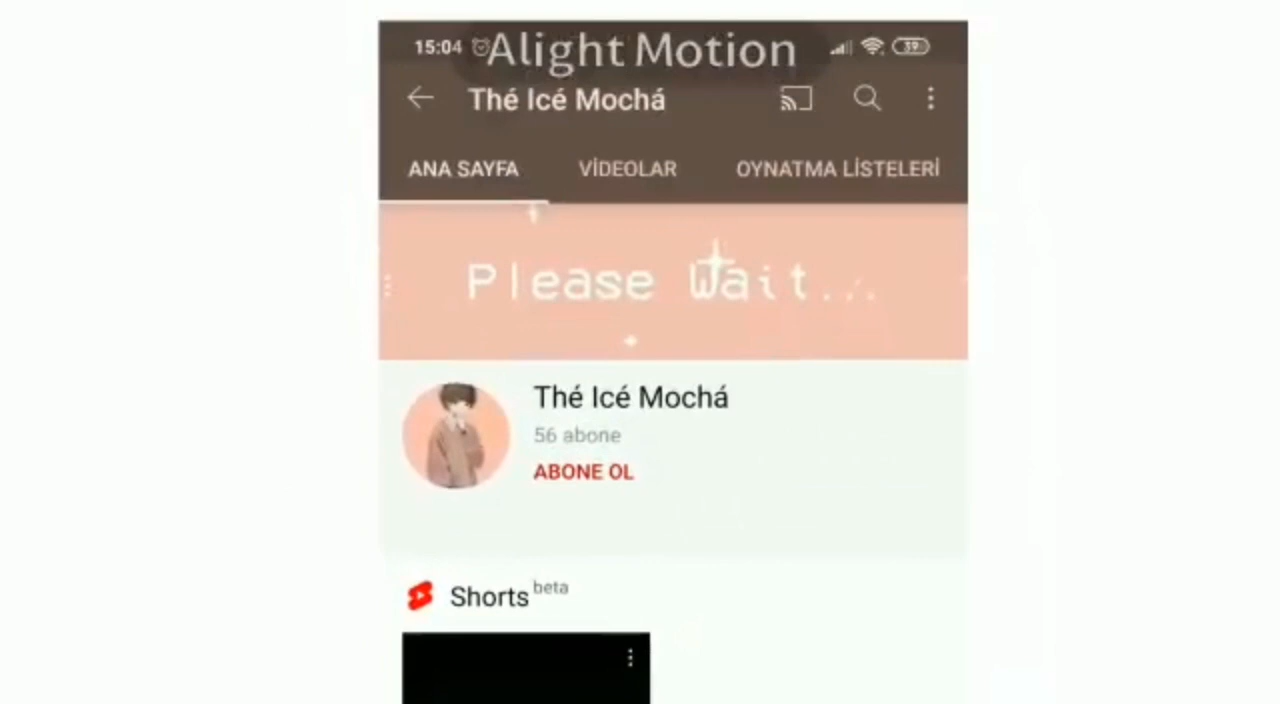 15:04 Alight Motion 39
Thé Icé Mochá
ANA SAYFA VİDEOLAR OYNATMA LİSTELERİ
Please Wait...
Thé Icé Mochá
56 abone
ABONE OL
Shorts beta